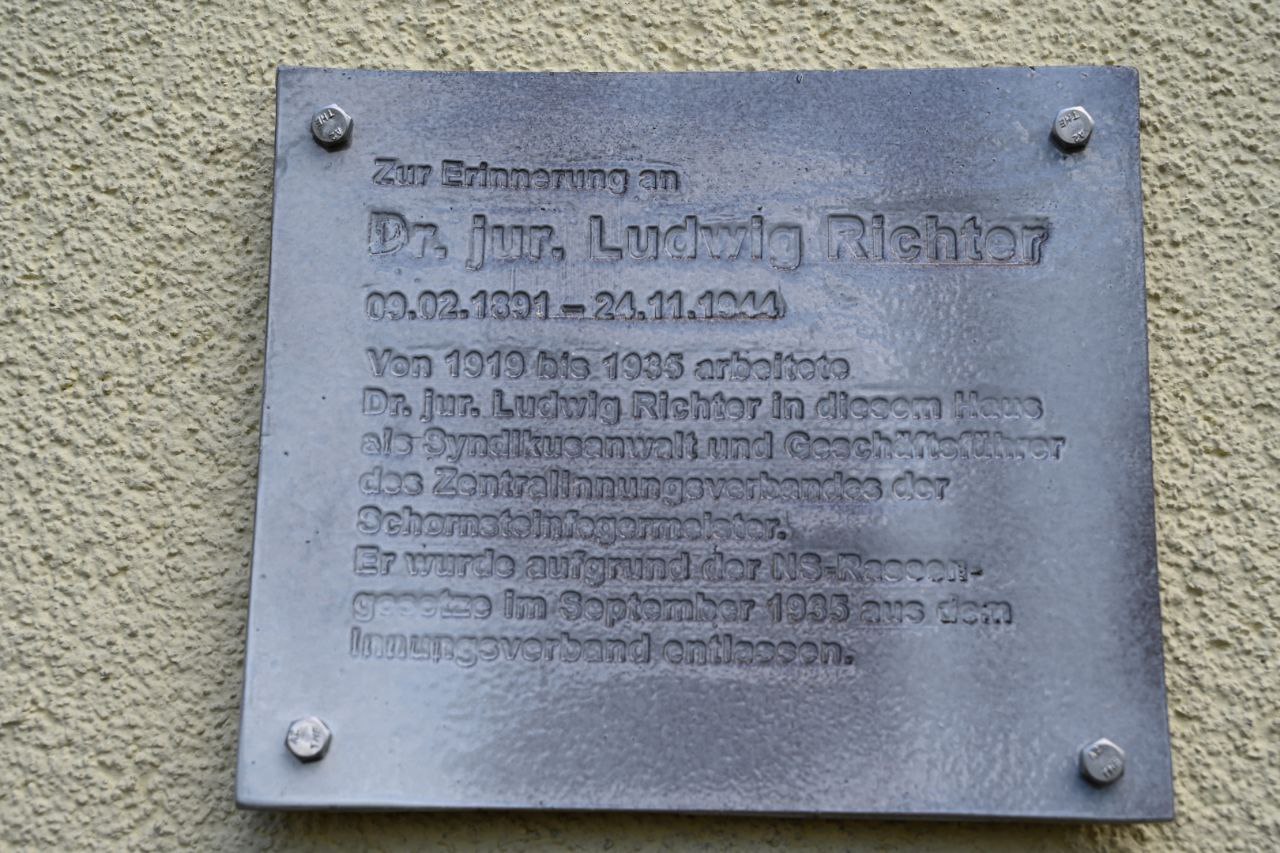 Zur Erinnerung an
Dr. jur. Ludwig Richter
09.02.1891 – 24.11.1944
Von 1919 bis 1935 arbeitete
Dr. jur. Ludwig Richter in diesem Haus
als Syndikusanwalt und Geschäftsführer
des Zentralinnungsverbandes der
Schornsteinfegermeister.
Er wurde aufgrund der NS-Rassen-
gesetze im September 1935 aus dem
Innungsverband entlassen.